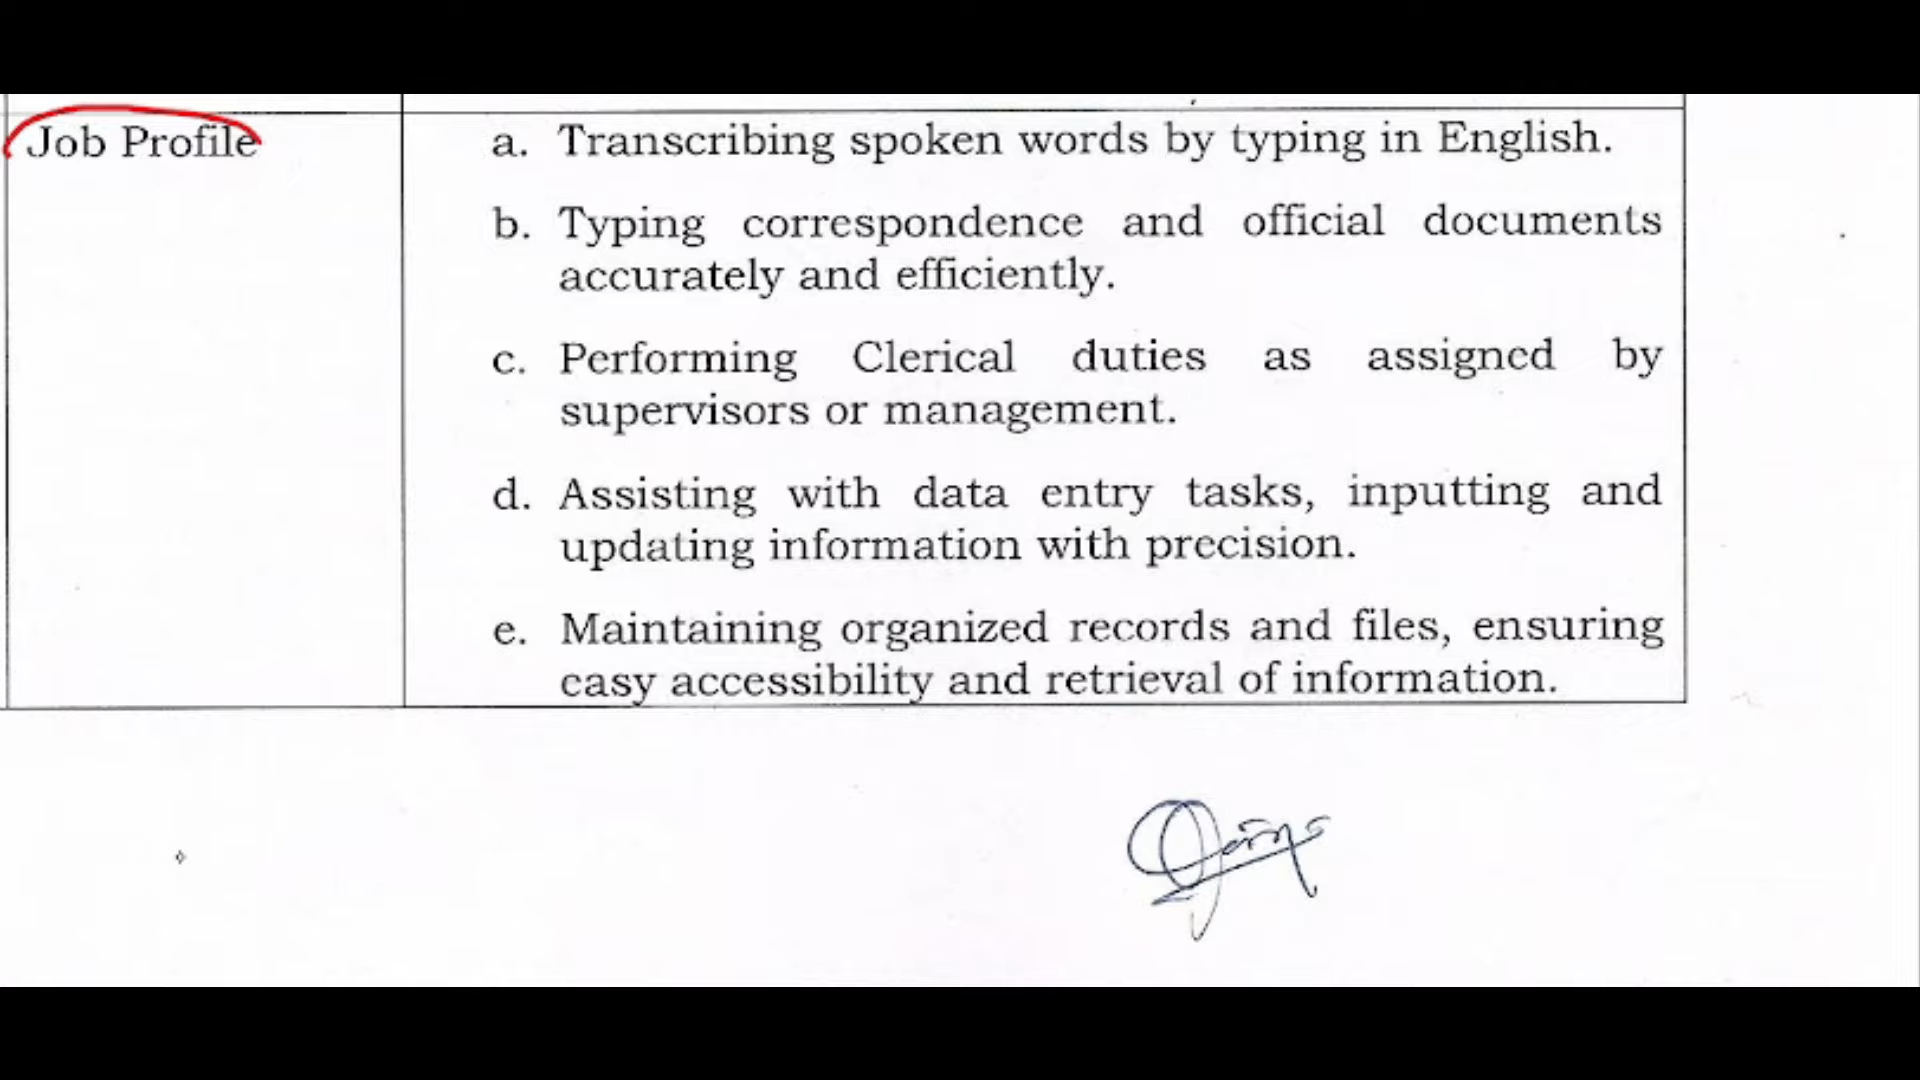 Job Profile
a. Transcribing spoken words by typing in English.
b. Typing correspondence and official documents
accurately and efficiently.
c. Performing Clerical duties as assigned by
supervisors or management.
d. Assisting with data entry tasks, inputting and
updating information with precision.
e. Maintaining organized records and files, ensuring
easy accessibility and retrieval of information.